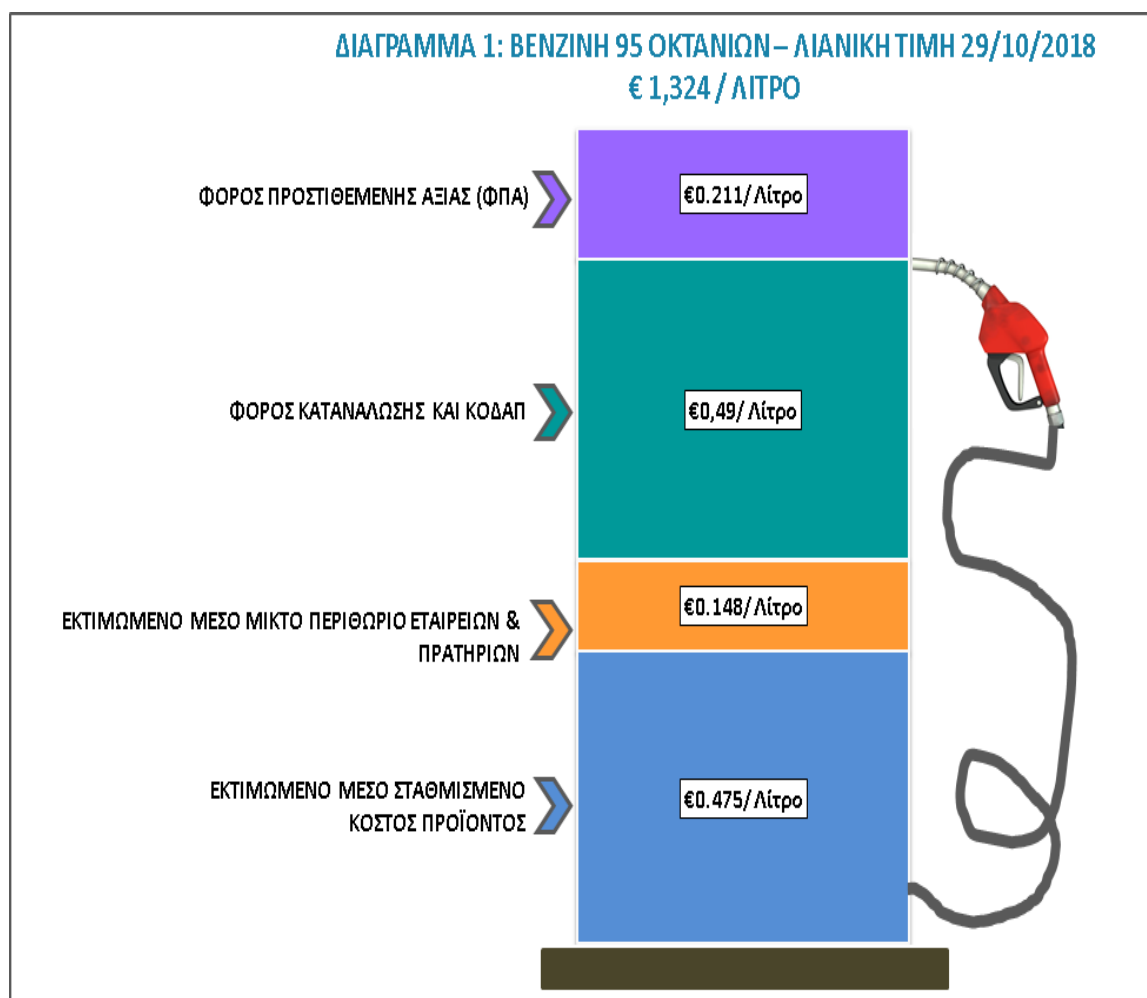 ΔΙΑΓΡΑΜΜΑ 1: ΒΕΝΖΙΝΗ 95 ΟΚΤΑΝΙΩΝ – ΛΙΑΝΙΚΗ ΤΙΜΗ 29/10/2018
€ 1,324 / ΛΙΤΡΟ
ΦΟΡΟΣ ΠΡΟΣΤΙΘΕΜΕΝΗΣ ΑΞΙΑΣ (ΦΠΑ)
€0.211/ Λίτρο
ΦΟΡΟΣ ΚΑΤΑΝΑΛΩΣΗΣ ΚΑΙ ΚΟΔΑΠ
€0,49/ Λίτρο
ΕΚΤΙΜΩΜΕΝΟ ΜΕΣΟ ΜΙΚΤΟ ΠΕΡΙΘΩΡΙΟ ΕΤΑΙΡΕΙΩΝ &
ΠΡΑΤΗΡΙΩΝ
€0.148/ Λίτρο
ΕΚΤΙΜΩΜΕΝΟ ΜΕΣΟ ΣΤΑΘΜΙΣΜΕΝΟ
ΚΟΣΤΟΣ ΠΡΟΪΟΝΤΟΣ
€0.475/ Λίτρο